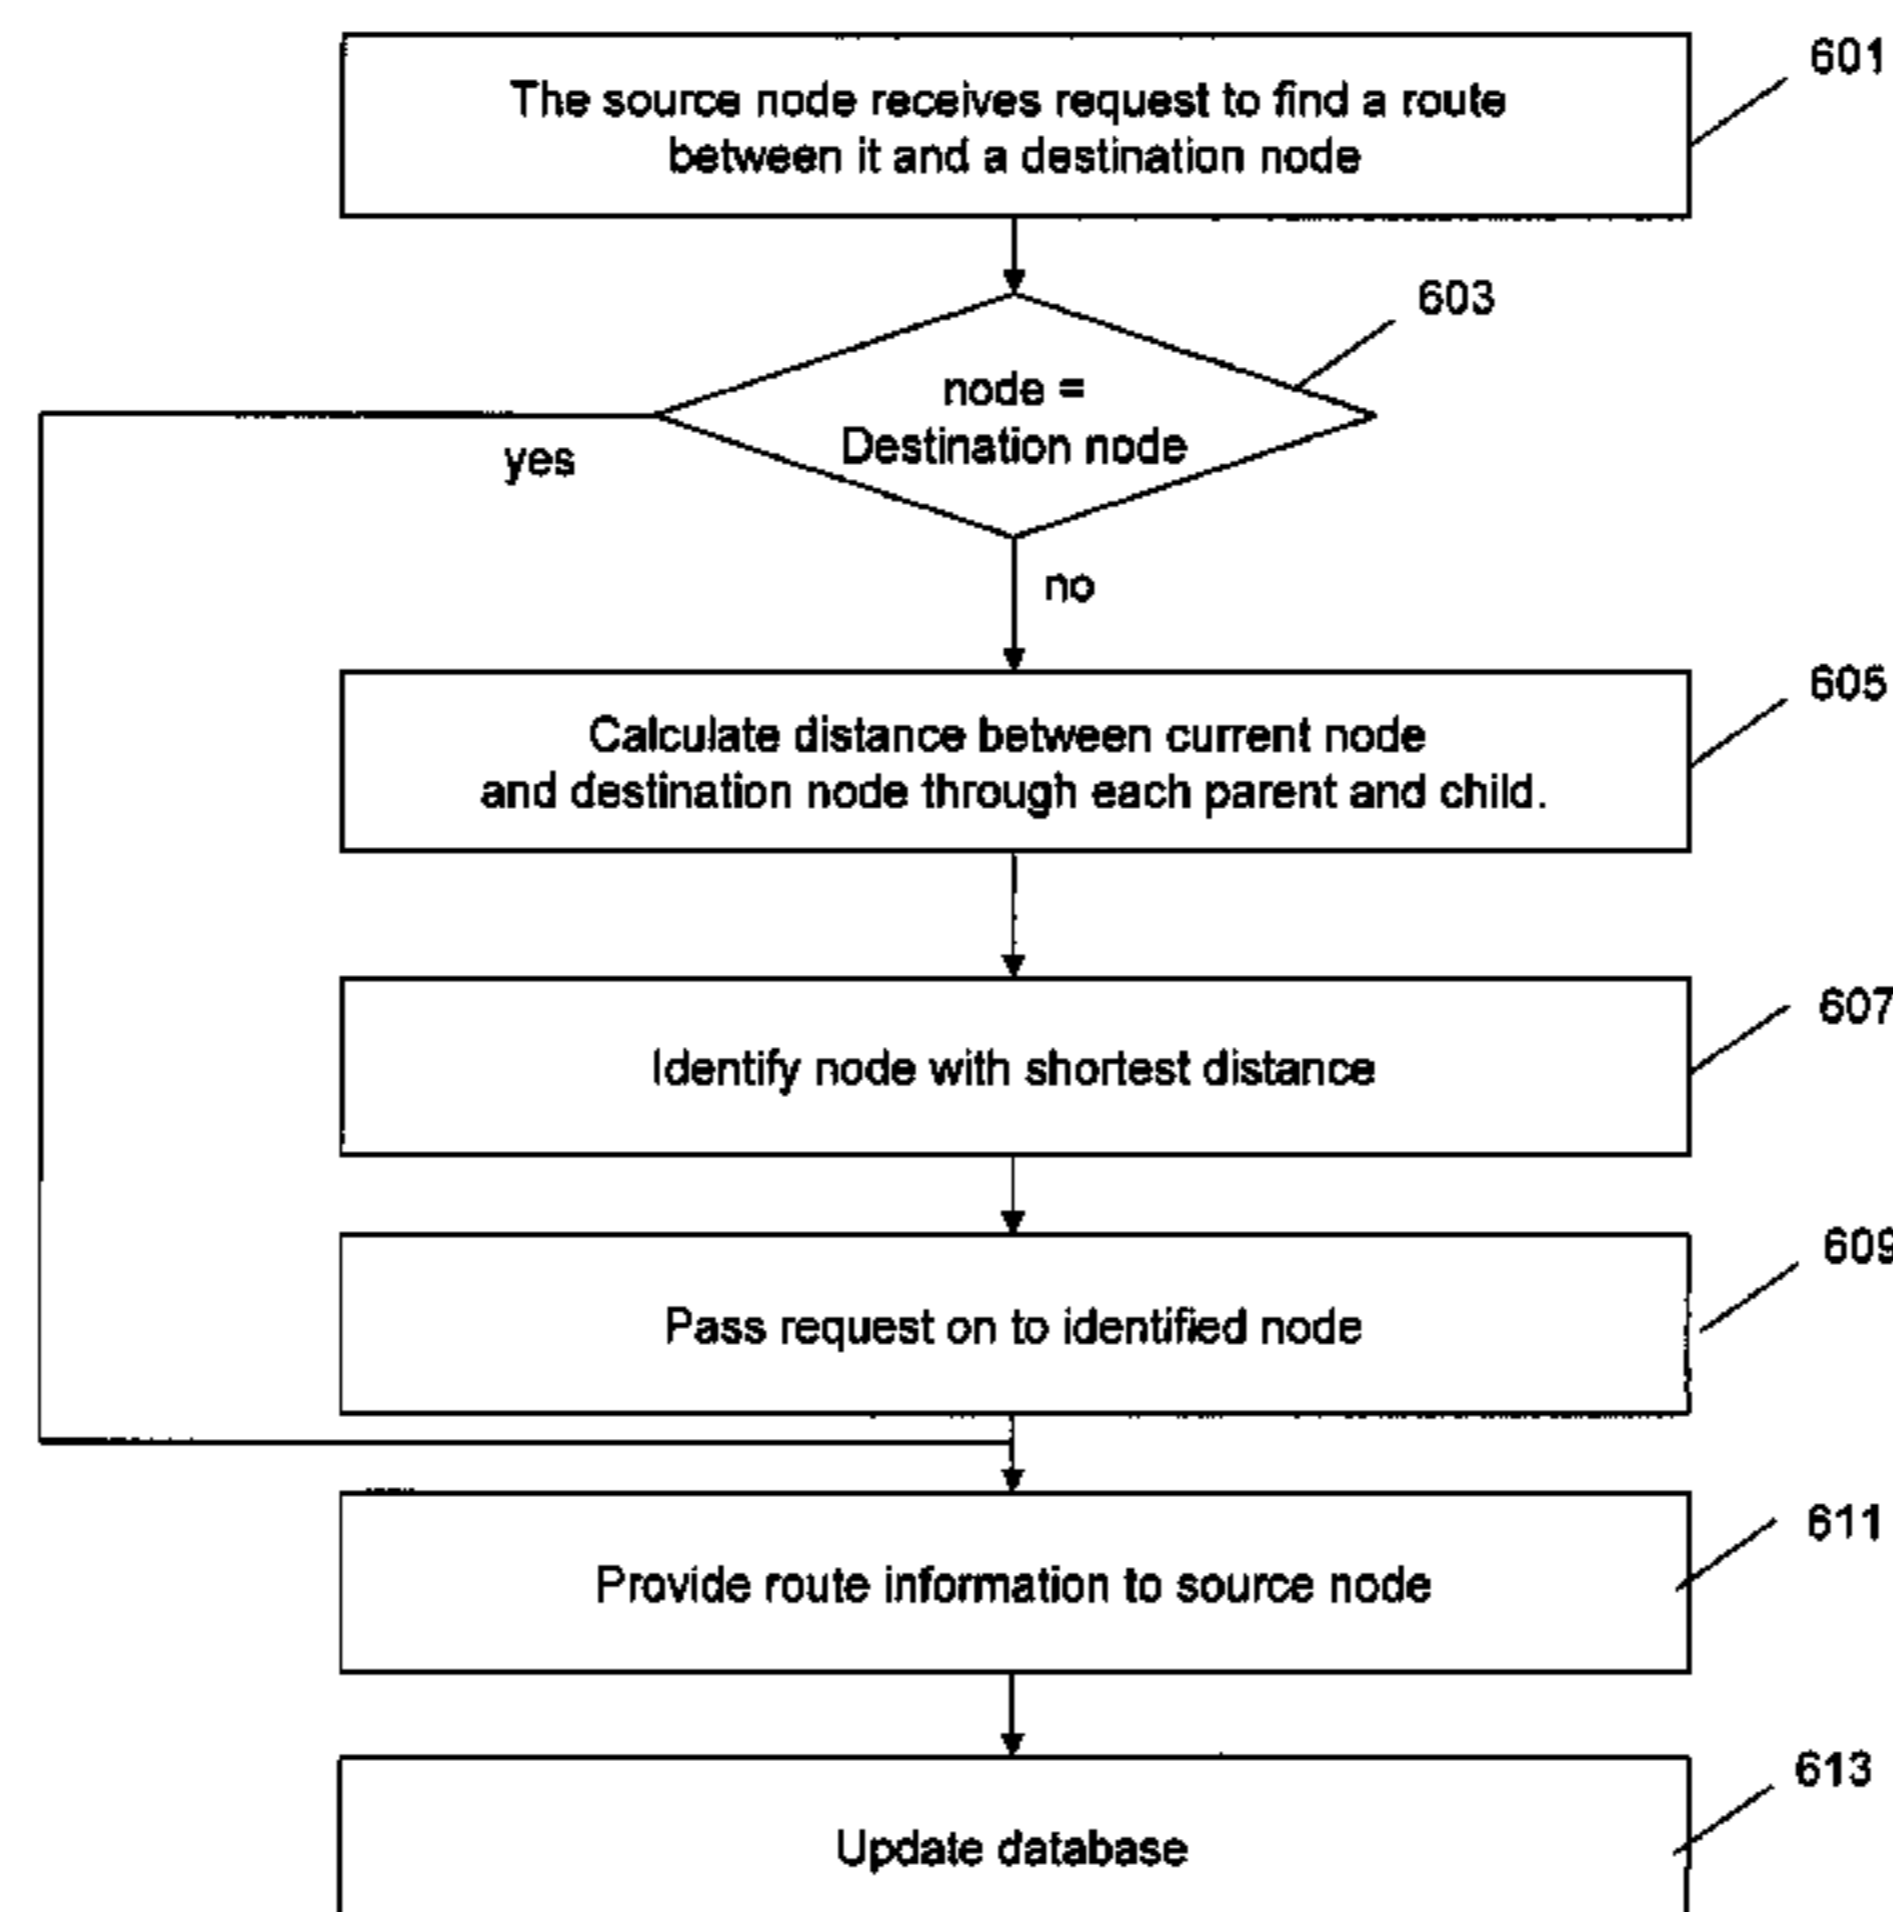 The source node receives request to find a route
between it and a destination node
601
603
node =
Destination node
yes
no
Calculate distance between current node
and destination node through each parent and child.
605
Identify node with shortest distance
607
Pass request on to identified node
609
Provide route information to source node
611
Update database
613